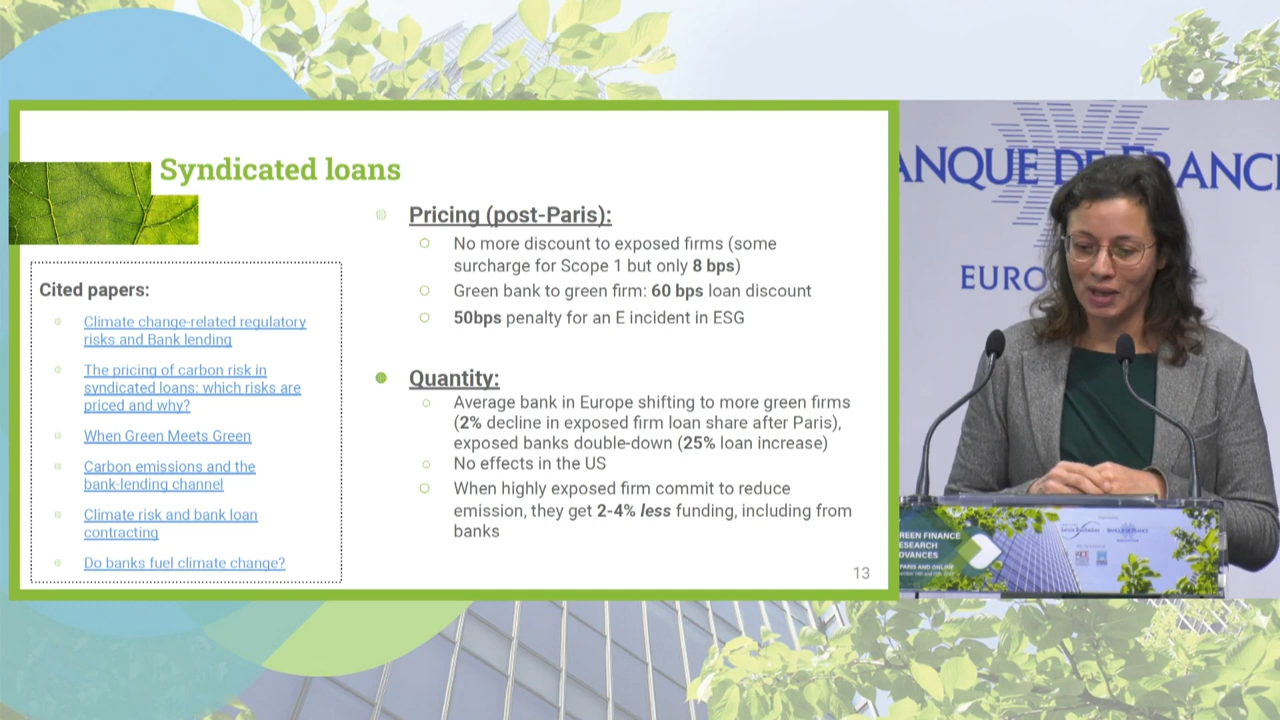 Syndicated loans
Cited papers:
Climate change-related regulatory
risks and Bank lending
The pricing of carbon risk in
syndicated loans: which risks are
priced and why?
When Green Meets Green
Carbon emissions and the
bank-lending channel
Climate risk and bank loan
contracting
Do banks fuel climate change?
Pricing (post-Paris):
No more discount to exposed firms (some
surcharge for Scope 1 but only 8 bps)
Green bank to green firm: 60 bps loan discount
50bps penalty for an E incident in ESG
Quantity:
Average bank in Europe shifting to more green firms
(2% decline in exposed firm loan share after Paris),
exposed banks double-down (25% loan increase)
No effects in the US
When highly exposed firm commit to reduce
emission, they get 2-4% less funding, including from
banks
13
ANQUE DE FRANC
EURO
REEN FINANCE
ESEARCH
DVANCES
PARIS AND ONLINE